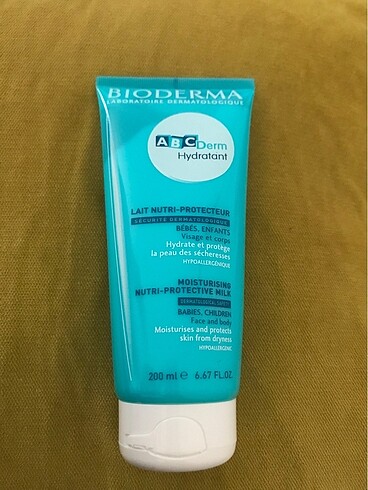 BIODERMA
LABORATOIRE DERMATOLOGIQUE
ABCDerm
Hydratant
LAIT NUTRI-PROTECTEUR
SÉCURITÉ DERMATOLOGIQUE
BÉBÉS, ENFANTS
Visage et corps
Hydrate et protège
la peau des sécheresses
HYPOALLERGÉNIQUE
MOISTURISING
NUTRI-PROTECTIVE MILK
DERMATOLOGICAL SAFETY
BABIES, CHILDREN
Face and body
Moisturises and protects
skin from dryness
HYPOALLERGENIC
200 ml e 6.67 FL.OZ.